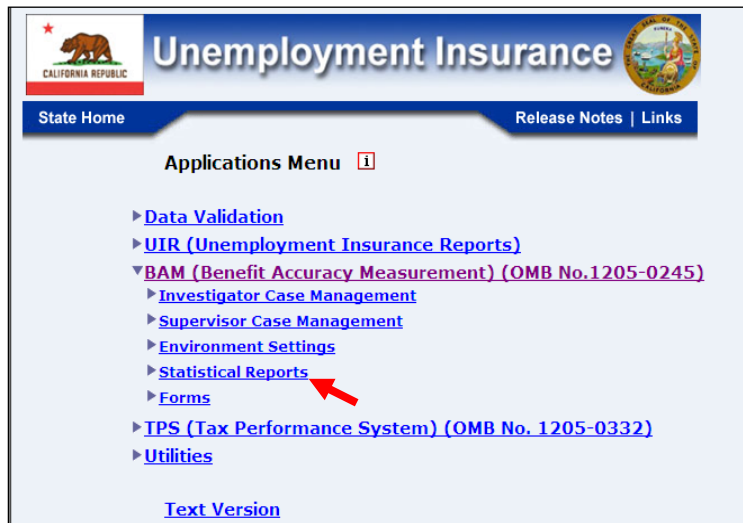 Unemployment Insurance
CALIFORNIA REPUBLIC
State Home
Release Notes | Links
Applications Menu i
Data Validation
UIR (Unemployment Insurance Reports)
BAM (Benefit Accuracy Measurement) (OMB No.1205-0245)
Investigator Case Management
Supervisor Case Management
Environment Settings
Statistical Reports
Forms
TPS (Tax Performance System) (OMB No. 1205-0332)
Utilities
Text Version